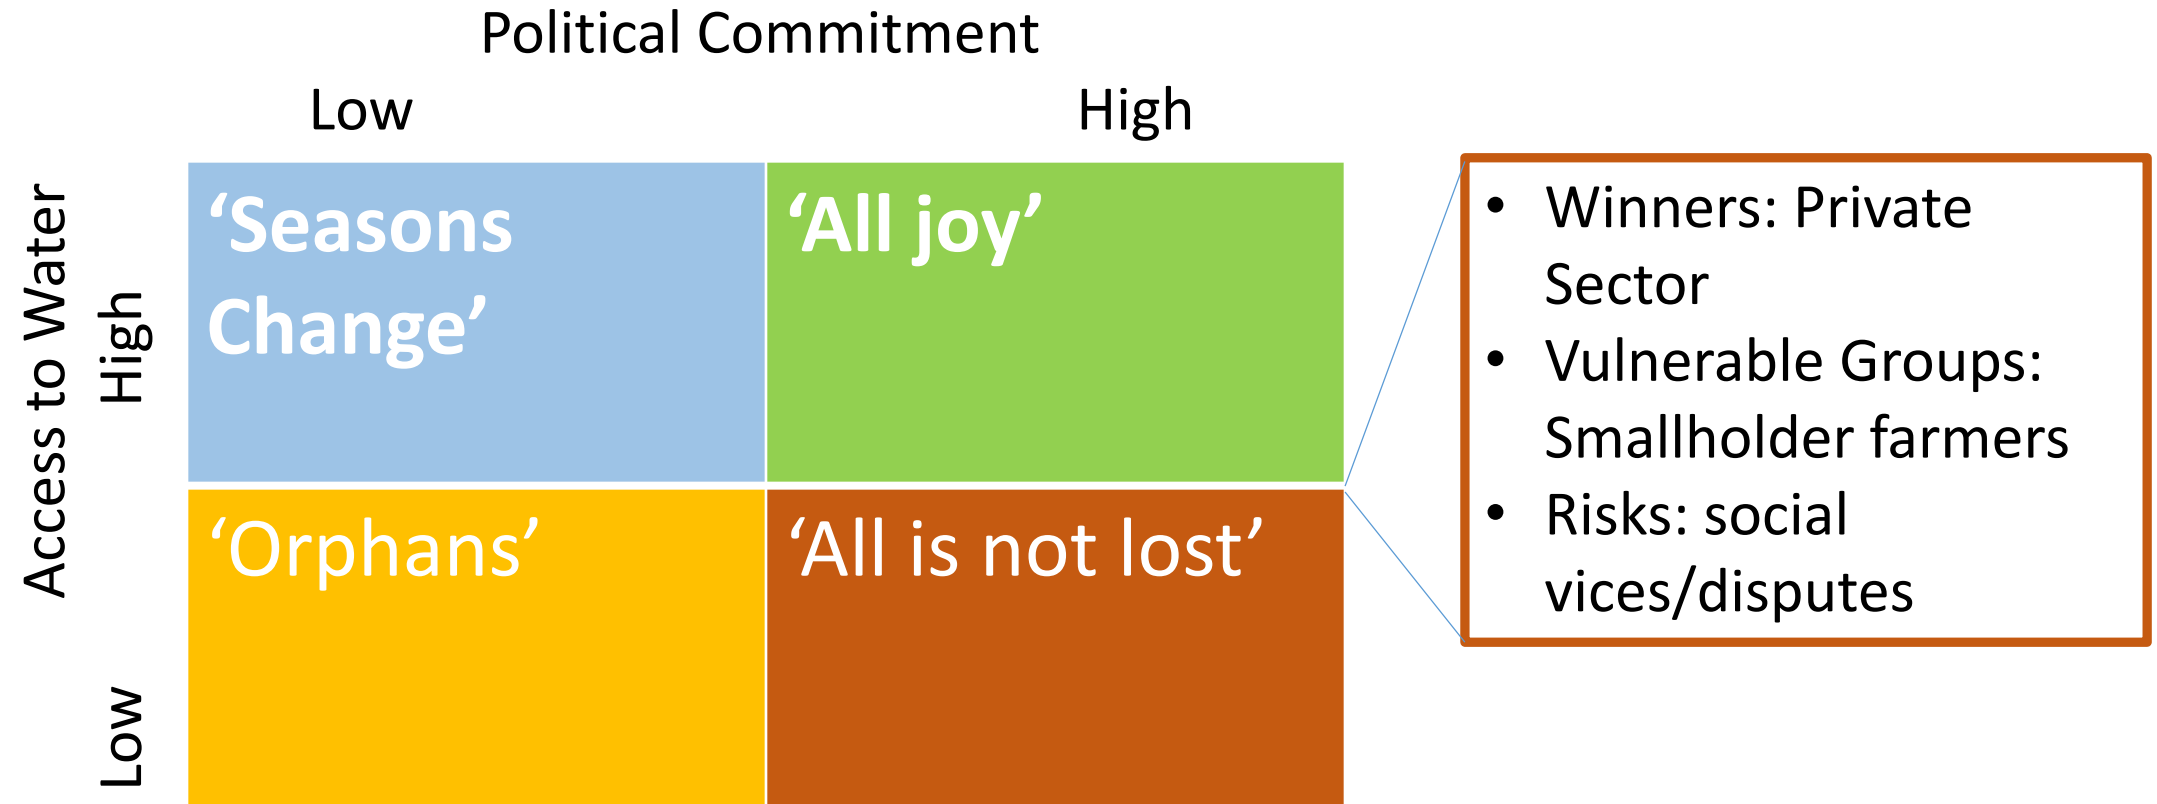 Political Commitment
Low
High
Access to Water
High
Low
‘Seasons
Change’
‘All joy’
‘Orphans’
‘All is not lost’
• Winners: Private
Sector
• Vulnerable Groups:
Smallholder farmers
• Risks: social
vices/disputes